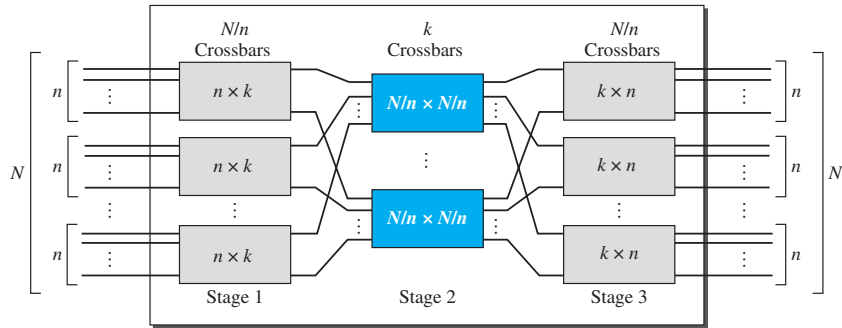 N/n
Crossbars
k
Crossbars
N/n
Crossbars
n
n × k
N/n × N/n
k × n
n
N
n
n × k
k × n
n
N
n
n × k
N/n × N/n
k × n
n
Stage 1
Stage 2
Stage 3